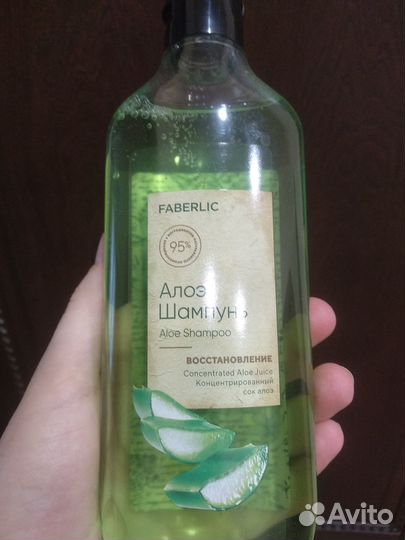 FABERLIC
95%
Алоэ
Шампунь
Aloe Shampoo
ВОССТАНОВЛЕНИЕ
Concentrated Aloe Juice
Концентрированный
сок алоэ
Avito